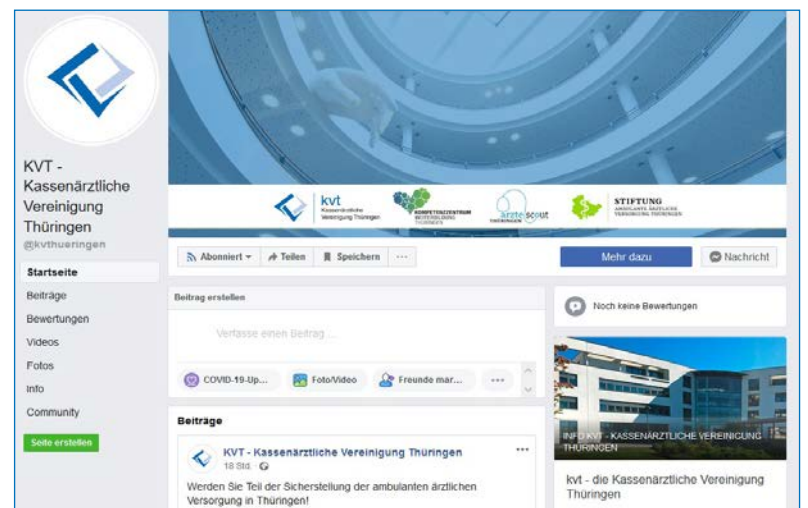 KVT -
Kassenärztliche
Vereinigung
Thüringen
@kvthueringen
Startseite
Beiträge
Bewertungen
Videos
Fotos
Info
Community
Seite erstellen
kvt
Kassenärztliche
Vereinigung Thüringen
KOMPETENZZENTRUM
WEITERBILDUNG
THÜRINGEN
ärzte-scout
THÜRINGEN
STIFTUNG
AMBULANTE ÄRZTLICHE
VERSORGUNG THÜRINGEN
Abonniert
Teilen
Speichern
Mehr dazu
Nachricht
Beitrag erstellen
Verfasse einen Beitrag ...
COVID-19-Up...
Foto/Video
Freunde mar...
Beiträge
KVT - Kassenärztliche Vereinigung Thüringen
18 Std.
Werden Sie Teil der Sicherstellung der ambulanten ärztlichen
Versorgung in Thüringen!
Noch keine Bewertungen
INFO KVT - KASSENÄRZTLICHE VEREINIGUNG
THÜRINGEN
kvt - die Kassenärztliche Vereinigung
Thüringen